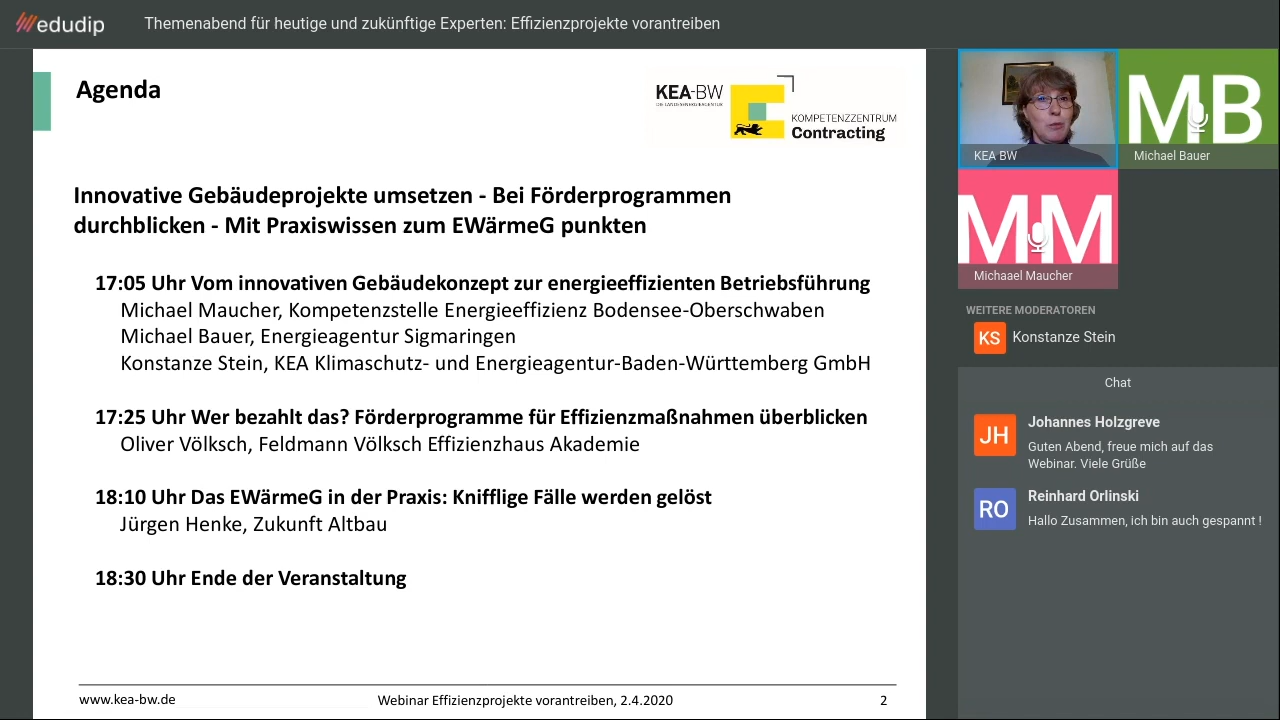 edudip
Themenabend für heutige und zukünftige Experten: Effizienzprojekte vorantreiben
Agenda
KEA-BW
DIE LANDESENERGIEAGENTUR
KOMPETENZZENTRUM
Contracting
Innovative Gebäudeprojekte umsetzen - Bei Förderprogrammen
durchblicken - Mit Praxiswissen zum EWärmeG punkten
17:05 Uhr Vom innovativen Gebäudekonzept zur energieeffizienten Betriebsführung
Michael Maucher, Kompetenzstelle Energieeffizienz Bodensee-Oberschwaben
Michael Bauer, Energieagentur Sigmaringen
Konstanze Stein, KEA Klimaschutz- und Energieagentur-Baden-Württemberg GmbH
17:25 Uhr Wer bezahlt das? Förderprogramme für Effizienzmaßnahmen überblicken
Oliver Völksch, Feldmann Völksch Effizienzhaus Akademie
18:10 Uhr Das EWärmeG in der Praxis: Knifflige Fälle werden gelöst
Jürgen Henke, Zukunft Altbau
18:30 Uhr Ende der Veranstaltung
www.kea-bw.de
Webinar Effizienzprojekte vorantreiben, 2.4.2020
2
KEA BW
MB
Michael Bauer
MM
Michaael Maucher
WEITERE MODERATOREN
KS
Konstanze Stein
Chat
JH
Johannes Holzgreve
Guten Abend, freue mich auf das
Webinar. Viele Grüße
RO
Reinhard Orlinski
Hallo Zusammen, ich bin auch gespannt !